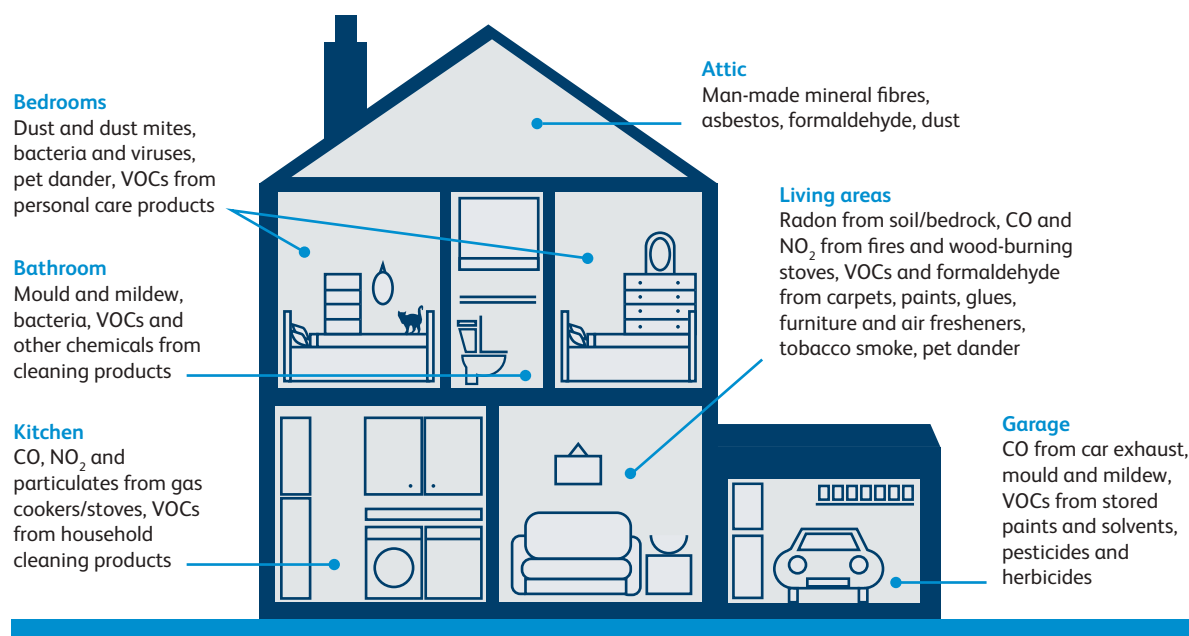 Bedrooms
Dust and dust mites,
bacteria and viruses,
pet dander, VOCs from
personal care products
Bathroom
Mould and mildew,
bacteria, VOCs and
other chemicals from
cleaning products
Kitchen
CO, NO₂ and
particulates from gas
cookers/stoves, VOCs
from household
cleaning products
Attic
Man-made mineral fibres,
asbestos, formaldehyde, dust
Living areas
Radon from soil/bedrock, CO and
NO₂ from fires and wood-burning
stoves, VOCs and formaldehyde
from carpets, paints, glues,
furniture and air fresheners,
tobacco smoke, pet dander
Garage
CO from car exhaust,
mould and mildew,
VOCs from stored
paints and solvents,
pesticides and
herbicides